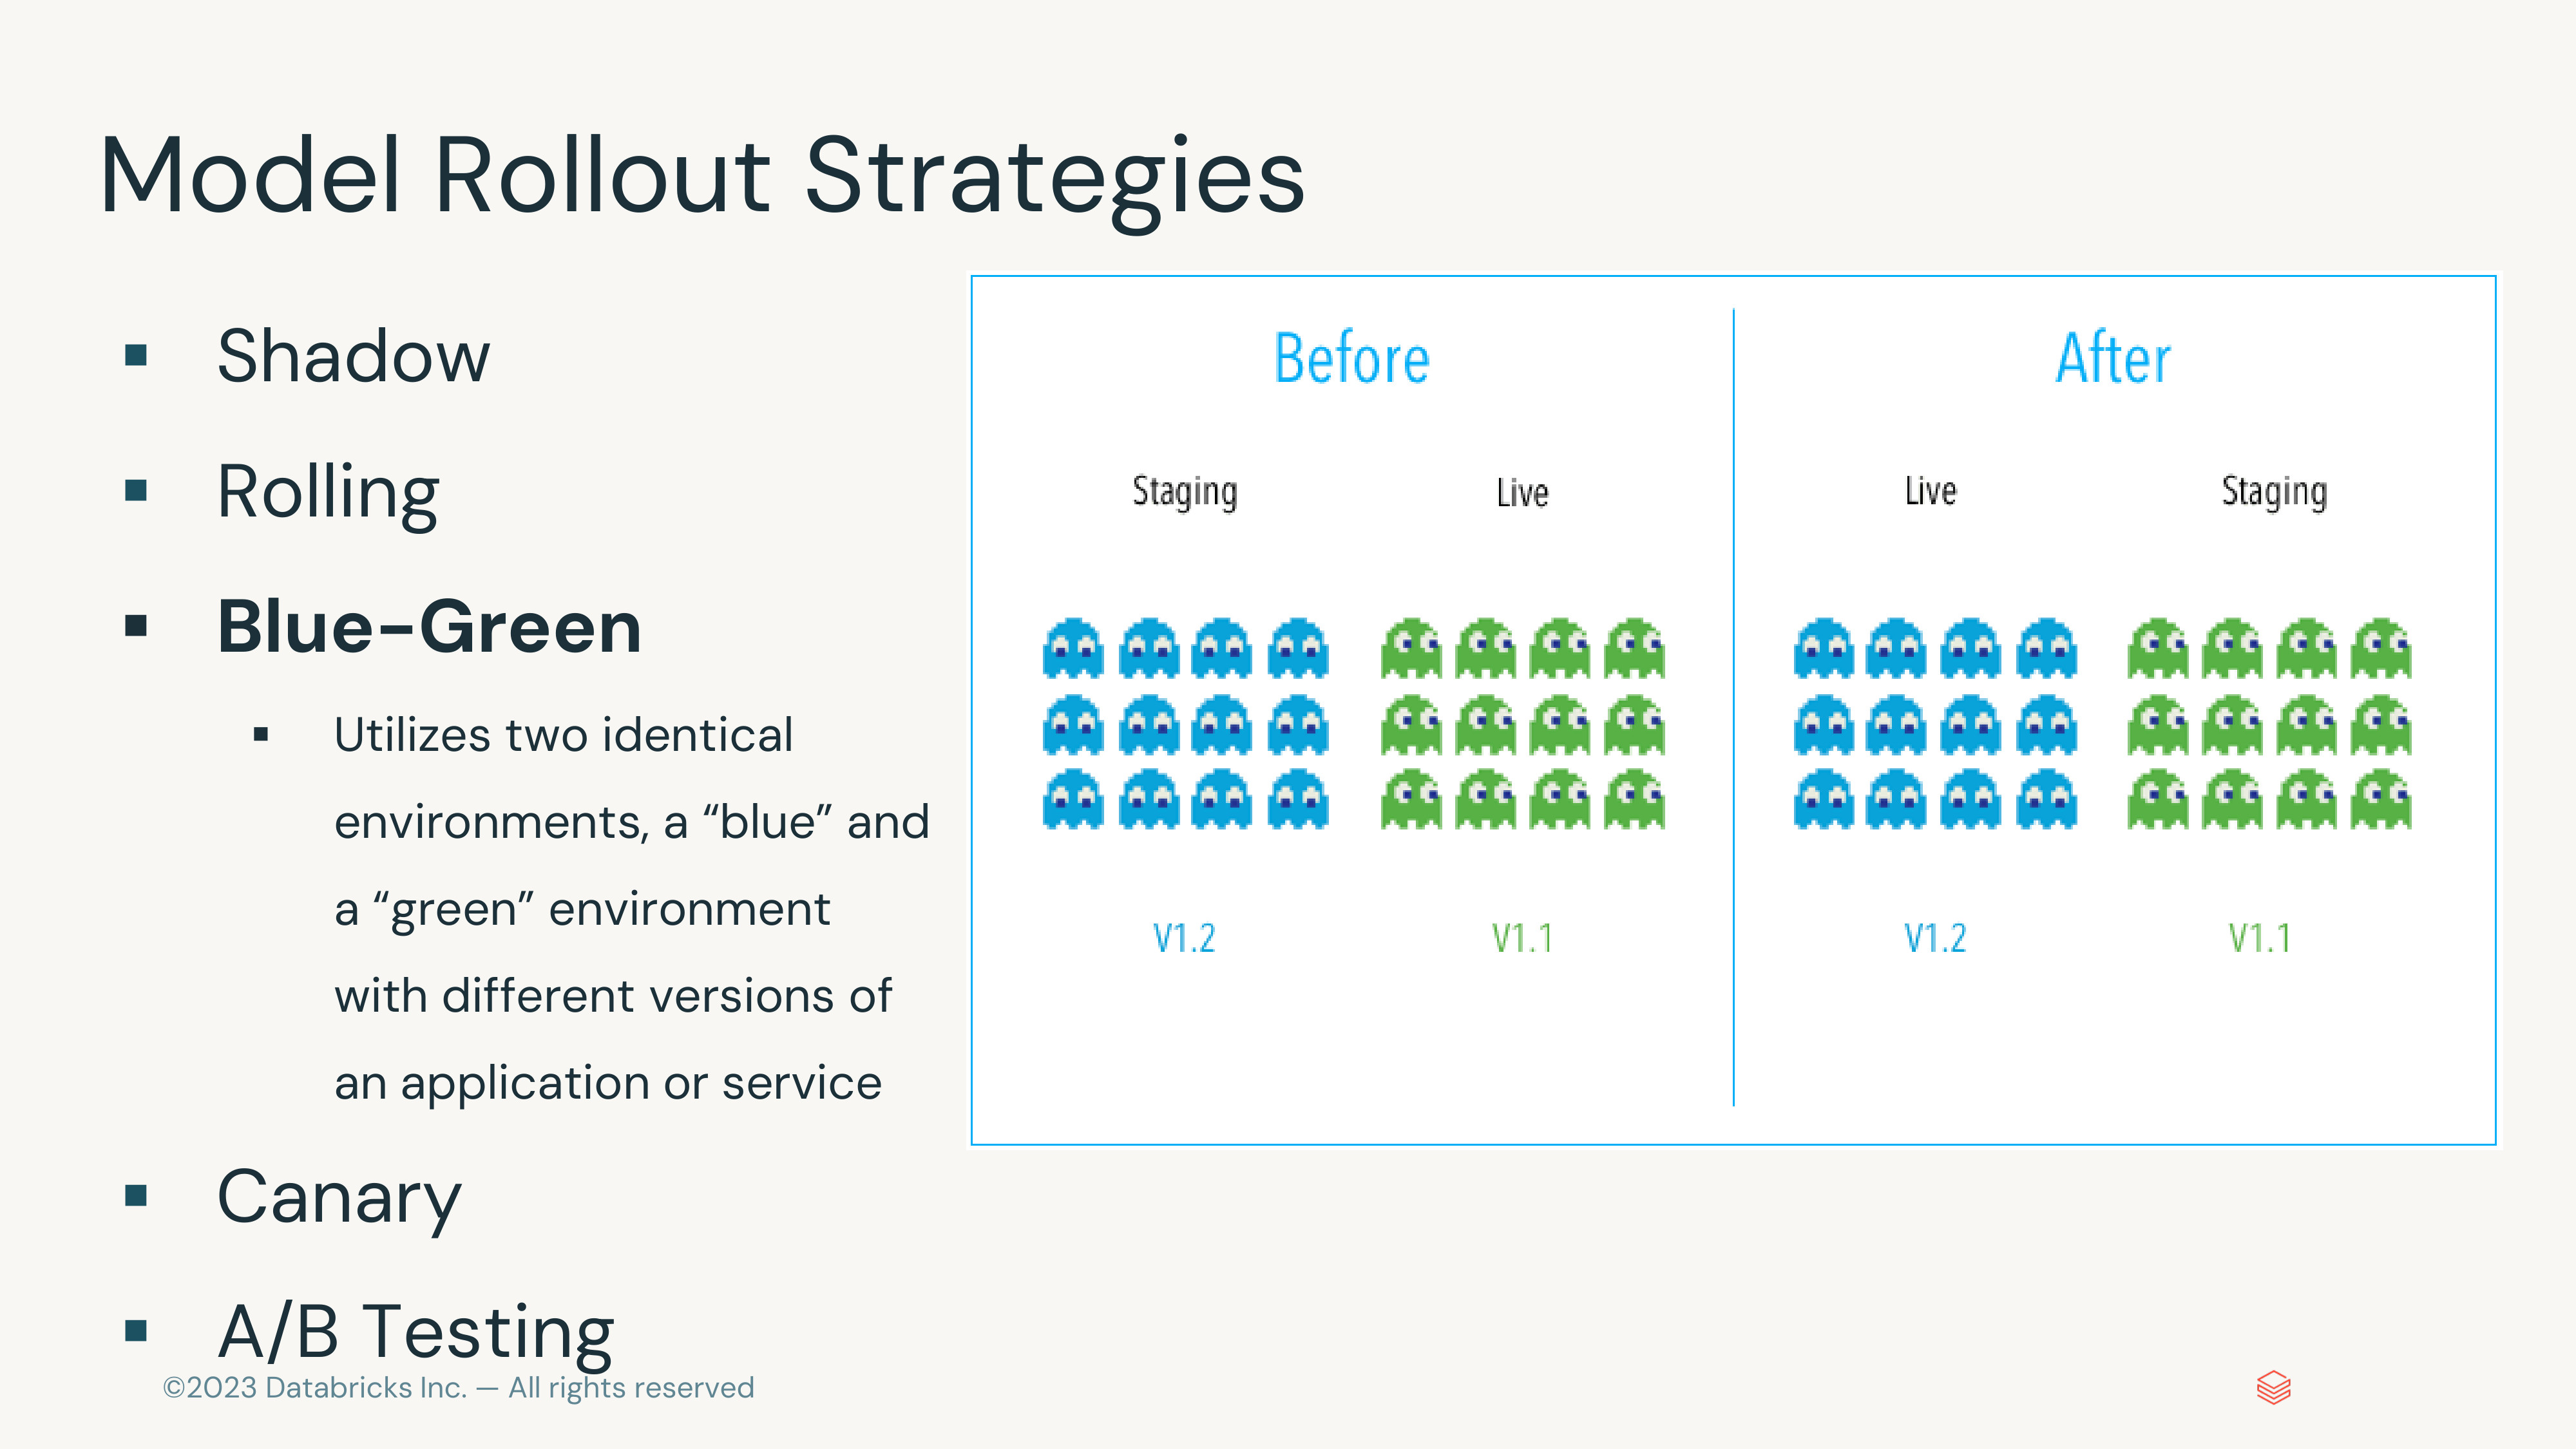 Model Rollout Strategies
▪ Shadow
▪ Rolling
▪ Blue-Green
▪ Utilizes two identical
environments, a “blue” and
a “green” environment
with different versions of
an application or service
▪ Canary
▪ A/B Testing
Before
Staging Live
V1.2 V1.1
After
Live Staging
V1.2 V1.1
©2023 Databricks Inc. — All rights reserved